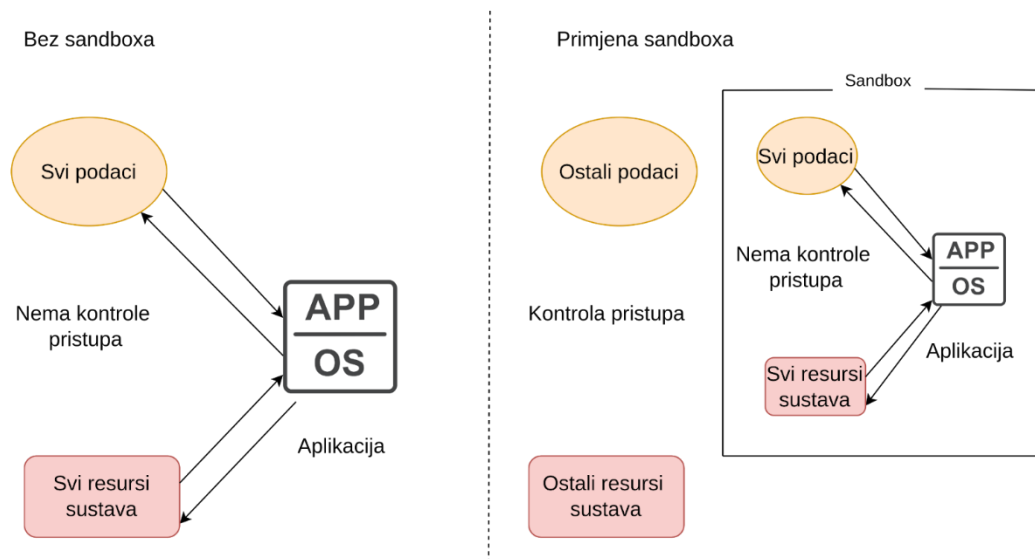 Bez sandboxa
Svi podaci
Nema kontrole
pristupa
APP
OS
Aplikacija
Svi resursi
sustava
Primjena sandboxa
Sandbox
Ostali podaci
Svi podaci
Nema kontrole
pristupa
APP
OS
Kontrola pristupa
Aplikacija
Svi resursi
sustava
Ostali resursi
sustava